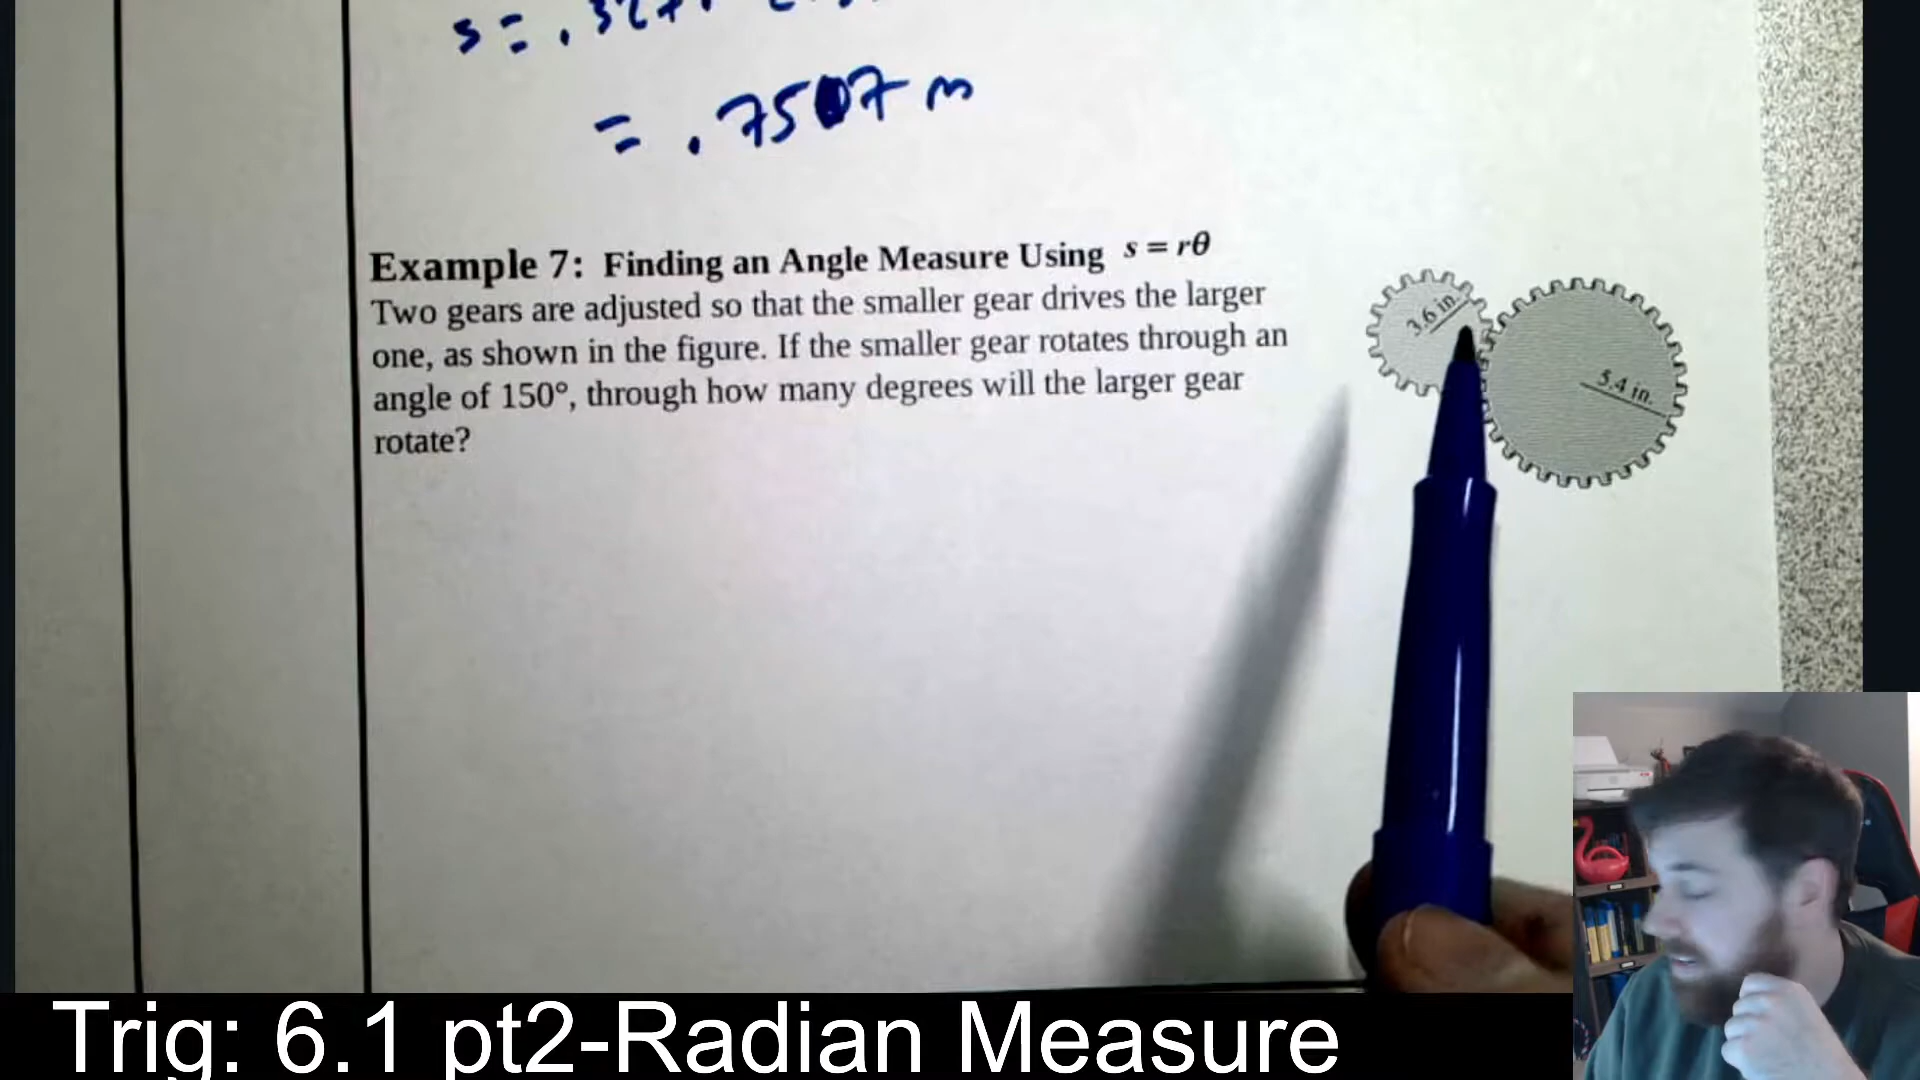 s =
= .7507 m
Example 7: Finding an Angle Measure Using s = rθ
Two gears are adjusted so that the smaller gear drives the larger
one, as shown in the figure. If the smaller gear rotates through an
angle of 150°, through how many degrees will the larger gear
rotate?
3.6 in.
5.4 in.
Trig: 6.1 pt2-Radian Measure